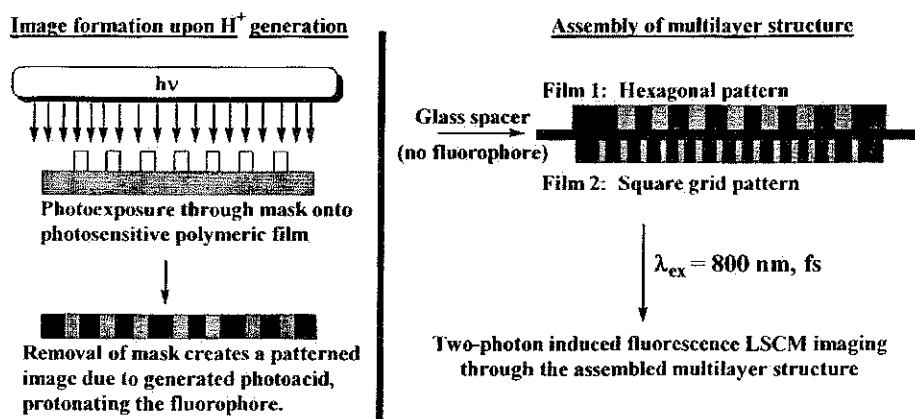 Image formation upon H+ generation
hν
Photoexposure through mask onto
photosensitive polymeric film
Removal of mask creates a patterned
image due to generated photoacid,
protonating the fluorophore.
Assembly of multilayer structure
Film 1: Hexagonal pattern
Glass spacer
(no fluorophore)
Film 2: Square grid pattern
λex = 800 nm, fs
Two-photon induced fluorescence LSCM imaging
through the assembled multilayer structure